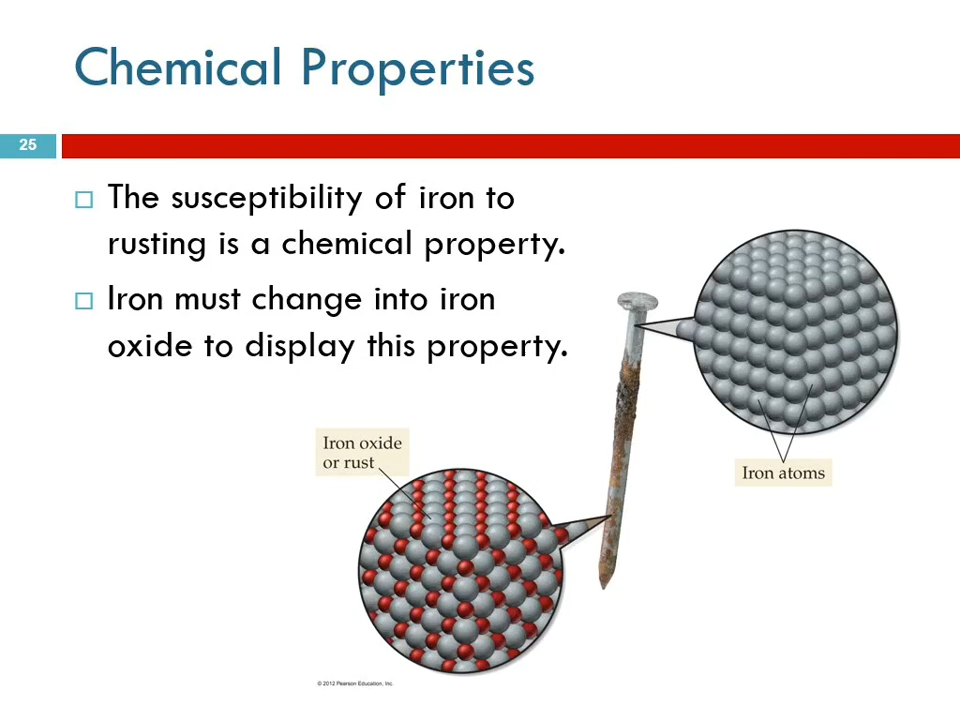 Chemical Properties
25
The susceptibility of iron to
rusting is a chemical property.
Iron must change into iron
oxide to display this property.
Iron oxide
or rust
Iron atoms
© 2012 Pearson Education, Inc.